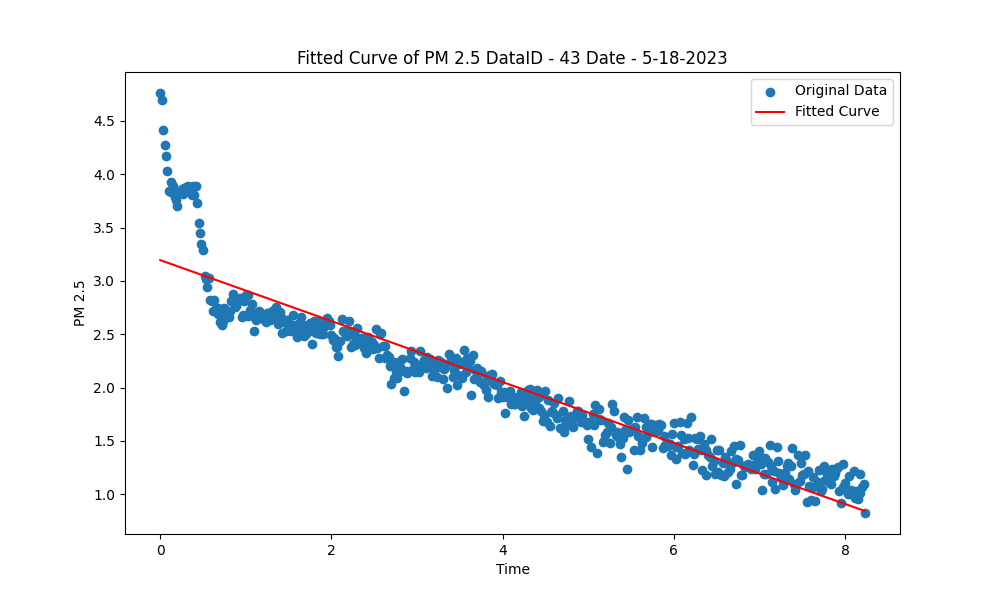 Fitted Curve of PM 2.5 DataID - 43 Date - 5-18-2023
Original Data
Fitted Curve
PM 2.5
4.5
4.0
3.5
3.0
2.5
2.0
1.5
1.0
0 2 4 6 8
Time